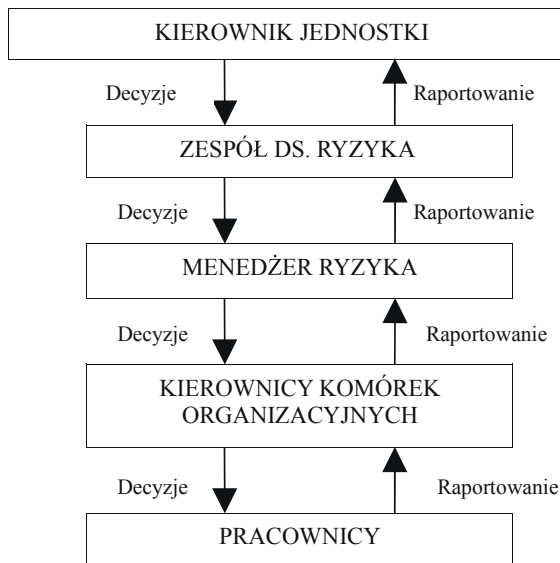 KIEROWNIK JEDNOSTKI
Decyzje
Raportowanie
ZESPÓŁ DS. RYZYKA
Decyzje
Raportowanie
MENEDŻER RYZYKA
Decyzje
Raportowanie
KIEROWNICY KOMÓREK
ORGANIZACYJNYCH
Decyzje
Raportowanie
PRACOWNICY